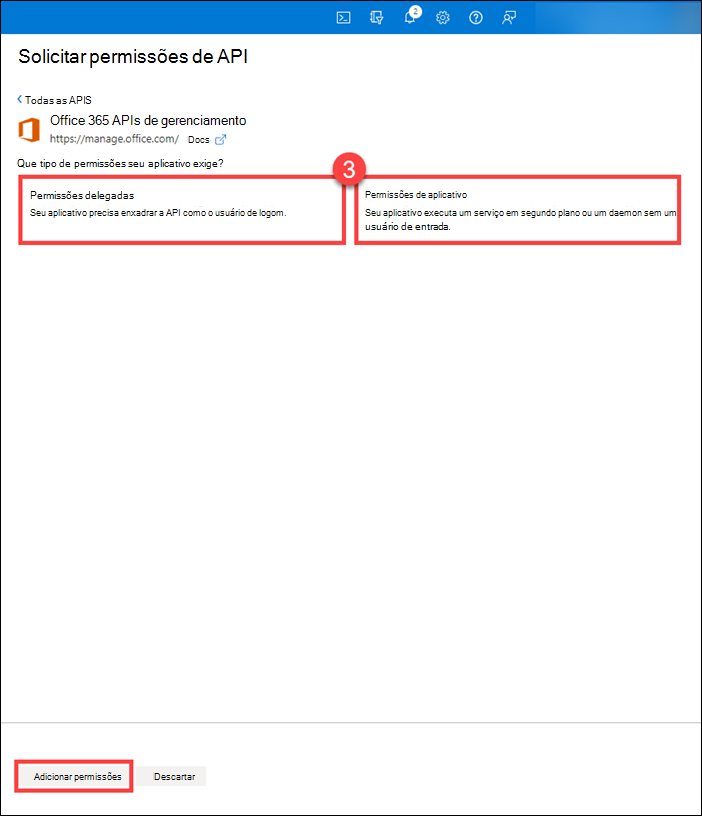 2
Solicitar permissões de API
Todas as APIS
Office 365 APIs de gerenciamento
https://manage.office.com/ Docs
Que tipo de permissões seu aplicativo exige?
3
Permissões delegadas
Seu aplicativo precisa enxadrar a API como o usuário de logom.
Permissões de aplicativo
Seu aplicativo executa um serviço em segundo plano ou um daemon sem um
usuário de entrada.
Adicionar permissões
Descartar